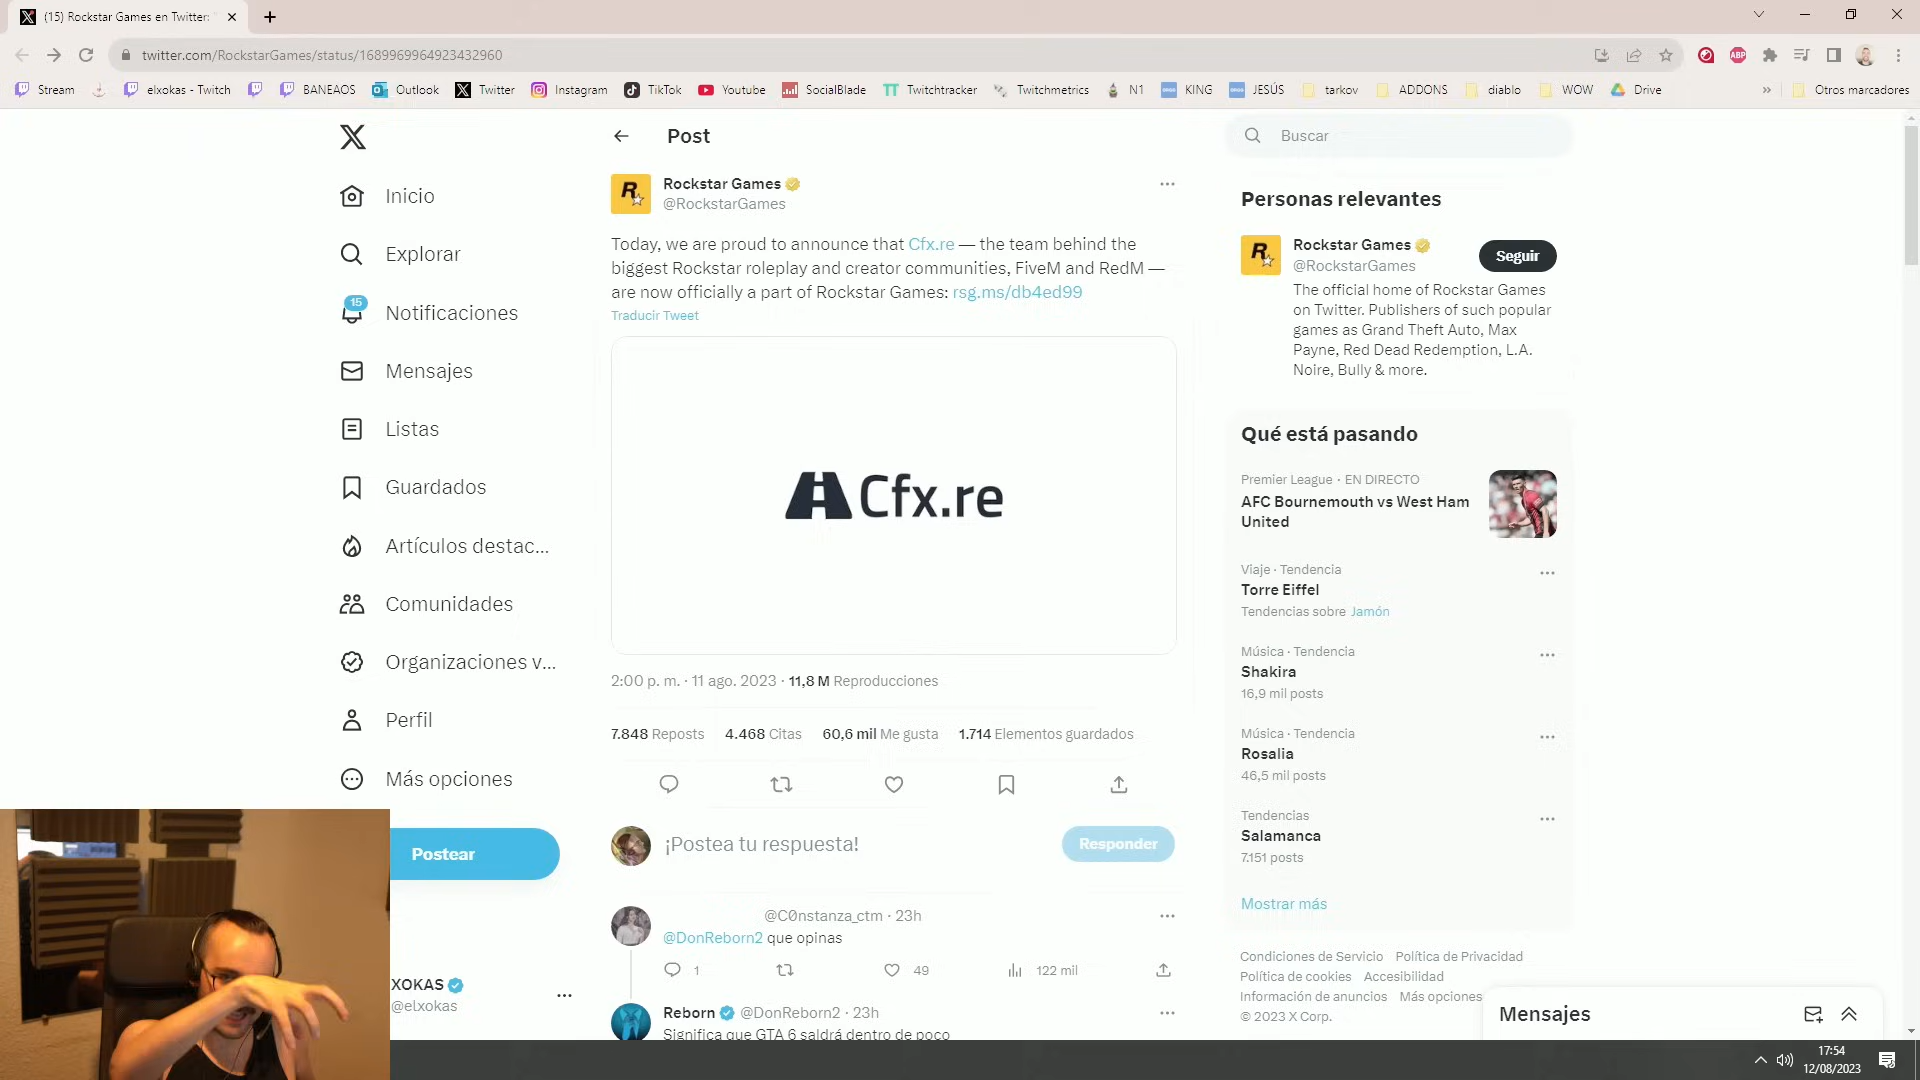 (15) Rockstar Games en Twitter:
twitter.com/RockstarGames/status/1689969964923432960
Stream
elxokas - Twitch
BANEAOS
Outlook
Twitter
Instagram
TikTok
Youtube
SocialBlade
Twitchtracker
Twitchmetrics
N1
KING
JESÚS
tarkov
ADDONS
diablo
WOW
Drive
Otros marcadores
Inicio
Explorar
15
Notificaciones
Mensajes
Listas
Guardados
Artículos destac...
Comunidades
Organizaciones v...
Perfil
Más opciones
Postear
XOKAS
@elxokas
Post
Rockstar Games
@RockstarGames
Today, we are proud to announce that Cfx.re — the team behind the
biggest Rockstar roleplay and creator communities, FiveM and RedM —
are now officially a part of Rockstar Games: rsg.ms/db4ed99
Traducir Tweet
Cfx.re
2:00 p. m. · 11 ago. 2023 · 11,8 M Reproducciones
7.848 Reposts 4.468 Citas 60,6 mil Me gusta 1.714 Elementos guardados
¡Postea tu respuesta!
Responder
@C0nstanza_ctm · 23h
@DonReborn2 que opinas
1 49 122 mil
Reborn @DonReborn2 · 23h
Significa que GTA 6 saldrá dentro de poco
Buscar
Personas relevantes
Rockstar Games
@RockstarGames
Seguir
The official home of Rockstar Games
on Twitter. Publishers of such popular
games as Grand Theft Auto, Max
Payne, Red Dead Redemption, L.A.
Noire, Bully & more.
Qué está pasando
Premier League · EN DIRECTO
AFC Bournemouth vs West Ham
United
Viaje · Tendencia
Torre Eiffel
Tendencias sobre Jamón
Música · Tendencia
Shakira
16,9 mil posts
Música · Tendencia
Rosalia
46,5 mil posts
Tendencias
Salamanca
7.151 posts
Mostrar más
Condiciones de Servicio Política de Privacidad
Política de cookies Accesibilidad
Información de anuncios Más opciones
© 2023 X Corp.
Mensajes
17:54
12/08/2023